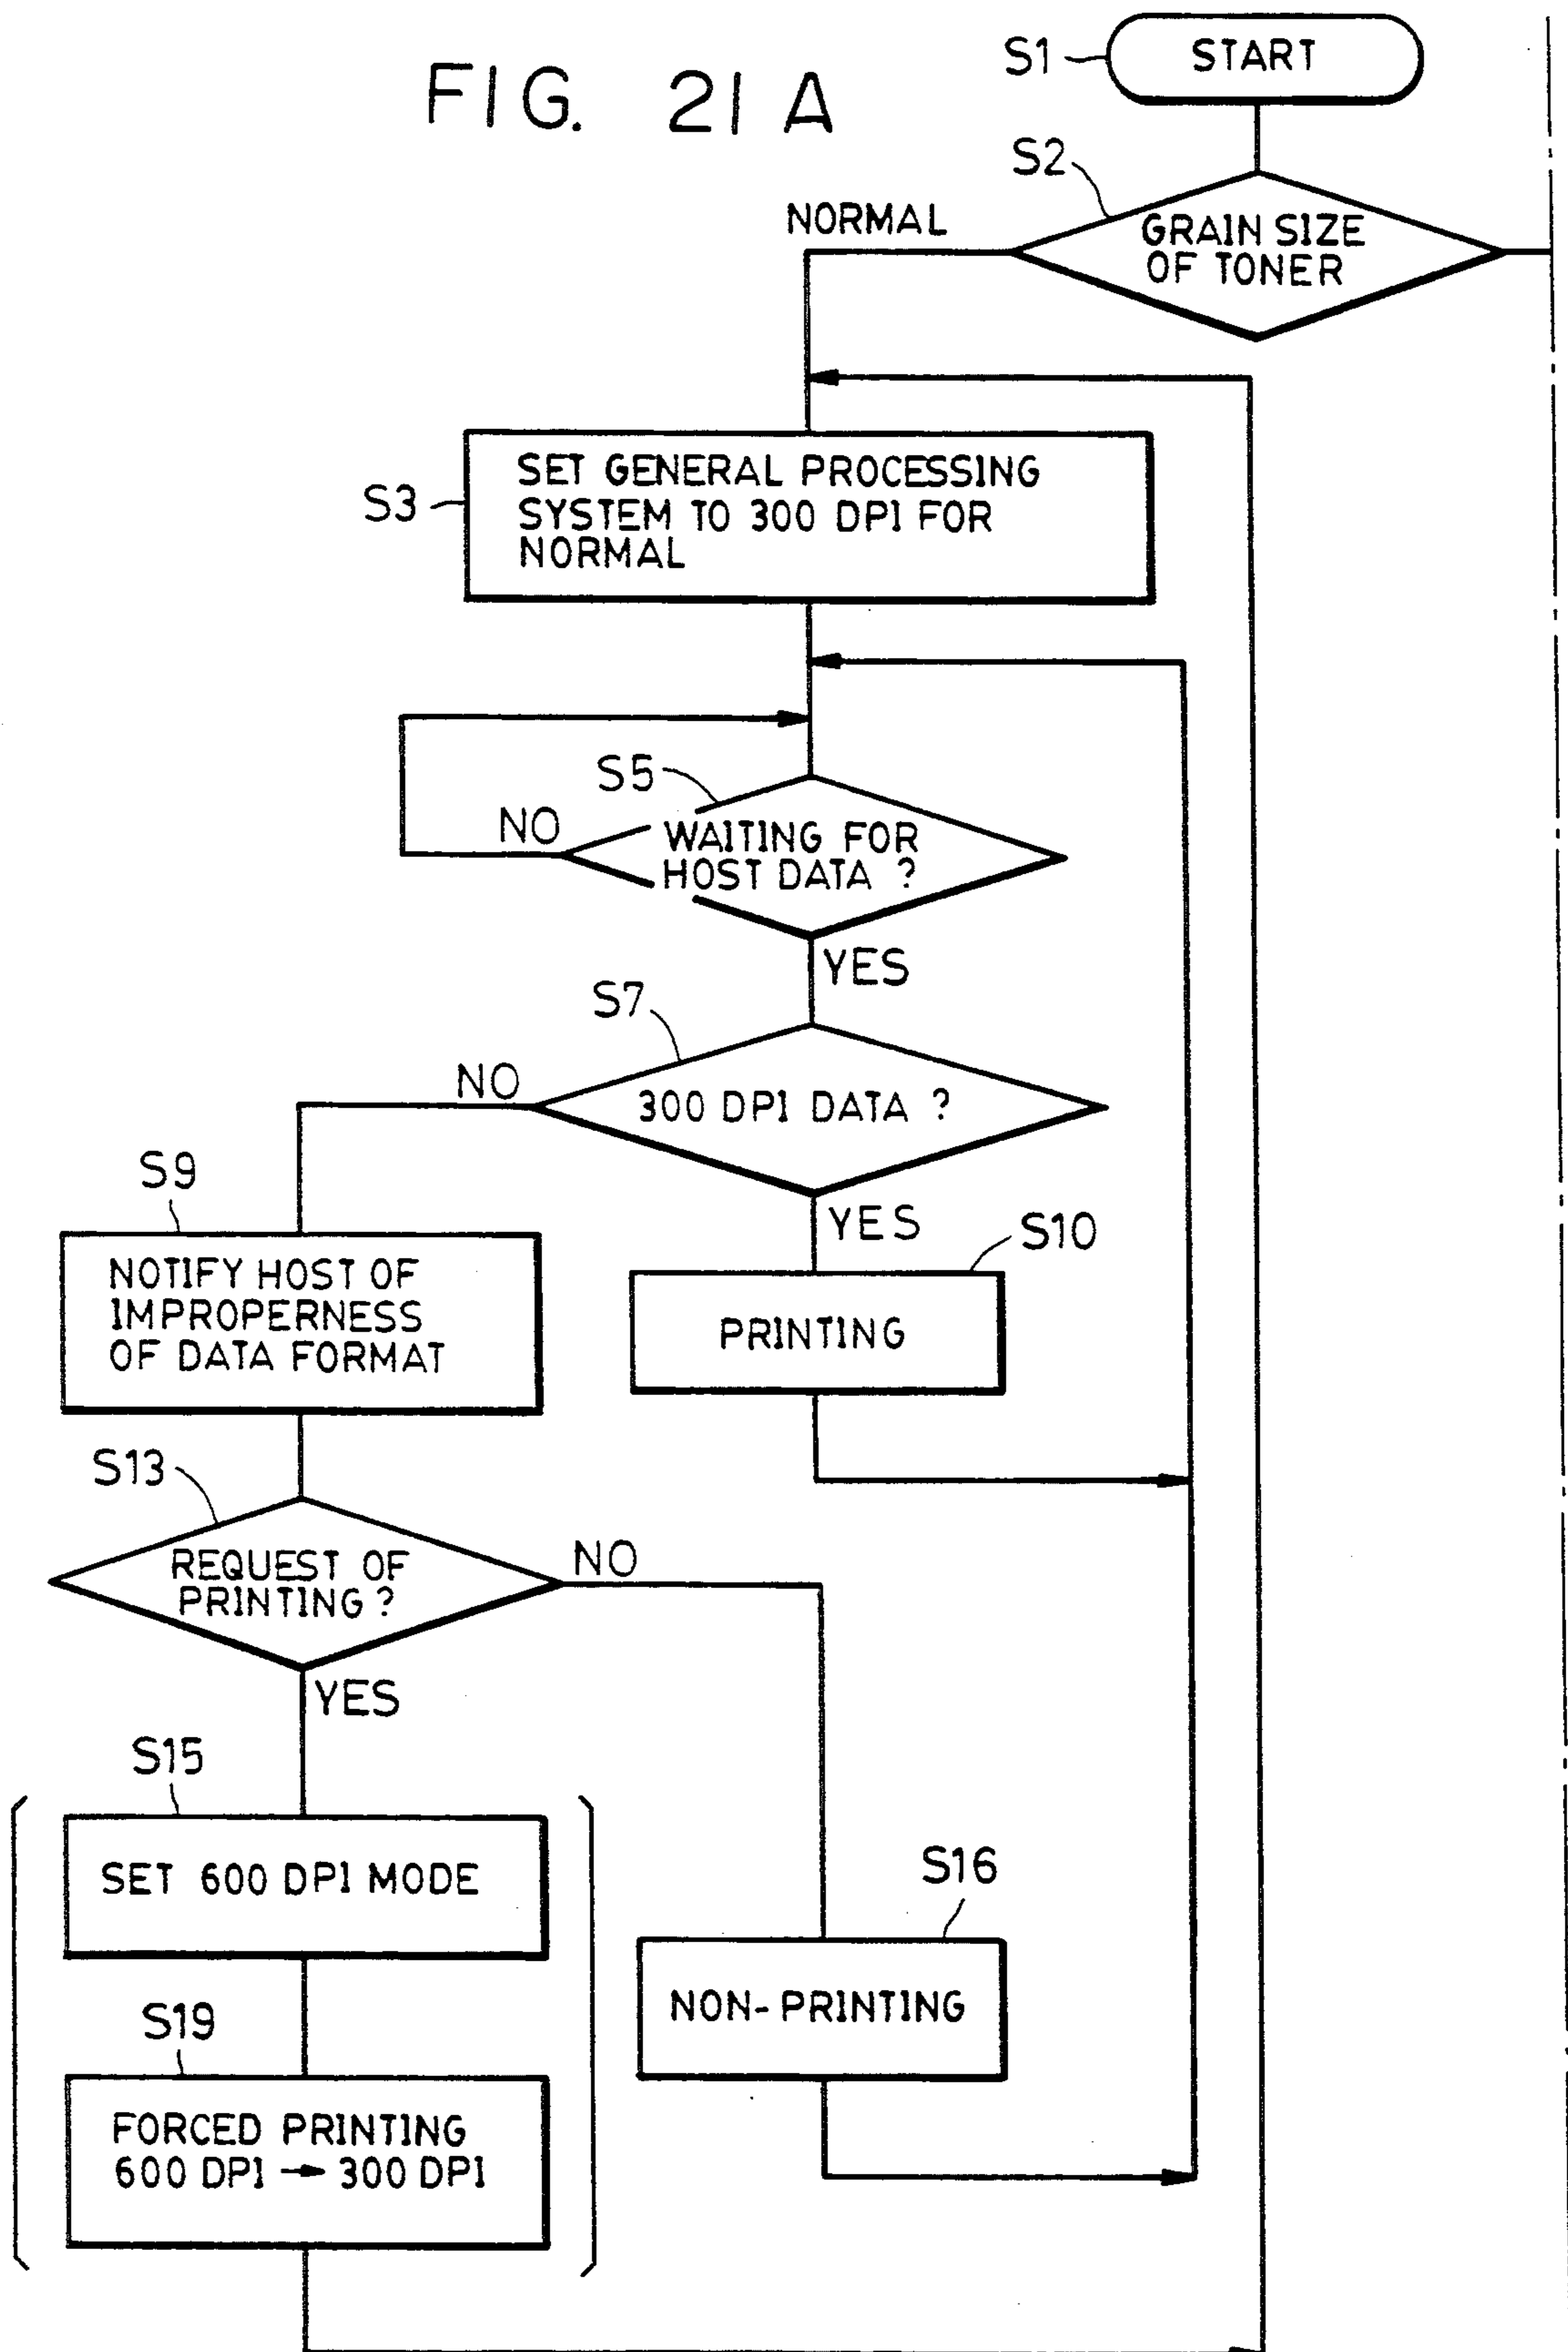 FIG. 21 A
S1
START
S2
NORMAL
GRAIN SIZE
OF TONER
S3
SET GENERAL PROCESSING
SYSTEM TO 300 DPI FOR
NORMAL
S5
NO
WAITING FOR
HOST DATA ?
YES
S7
NO
300 DPI DATA ?
S9
YES
S10
NOTIFY HOST OF
IMPROPERNESS
OF DATA FORMAT
PRINTING
S13
REQUEST OF
PRINTING ?
NO
YES
S15
SET 600 DPI MODE
S16
NON-PRINTING
S19
FORCED PRINTING
600 DPI → 300 DPI